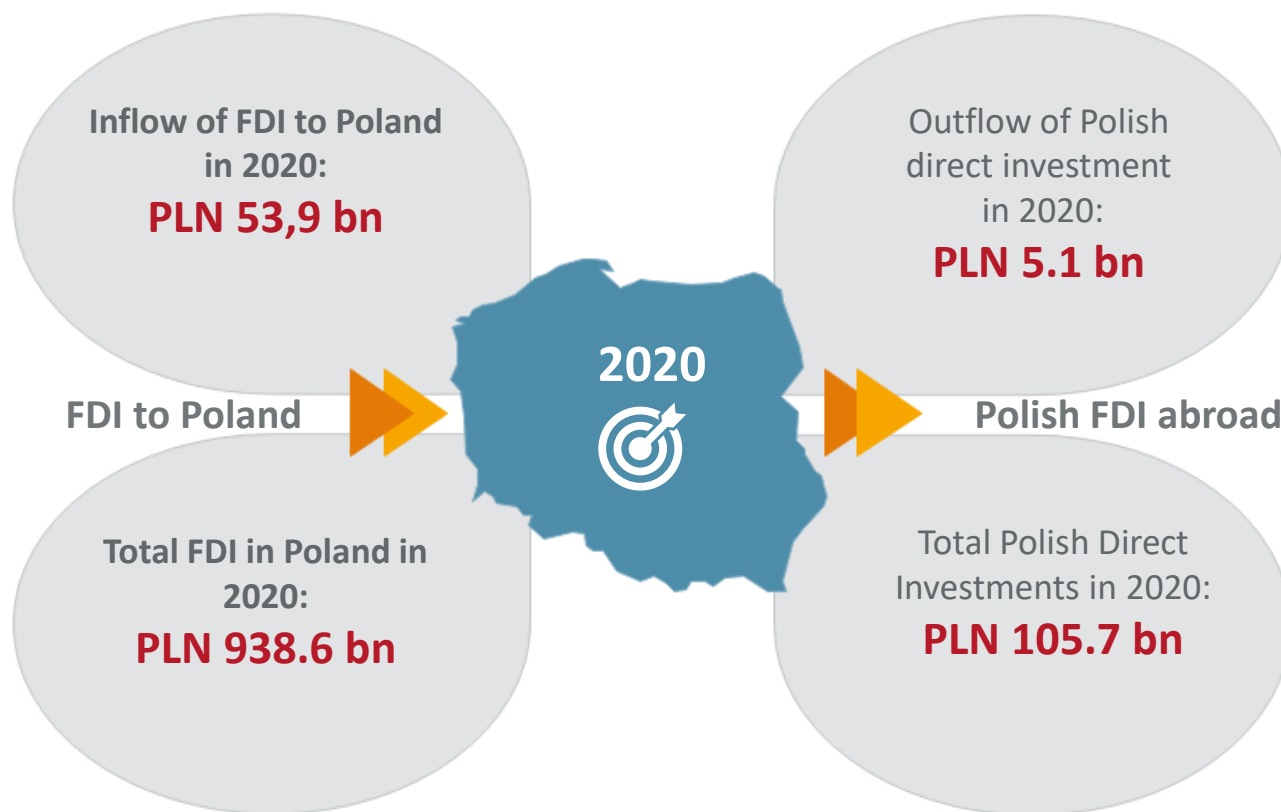 Inflow of FDI to Poland
in 2020:
PLN 53,9 bn
Outflow of Polish
direct investment
in 2020:
PLN 5.1 bn
2020
FDI to Poland
Polish FDI abroad
Total FDI in Poland in
2020:
PLN 938.6 bn
Total Polish Direct
Investments in 2020:
PLN 105.7 bn